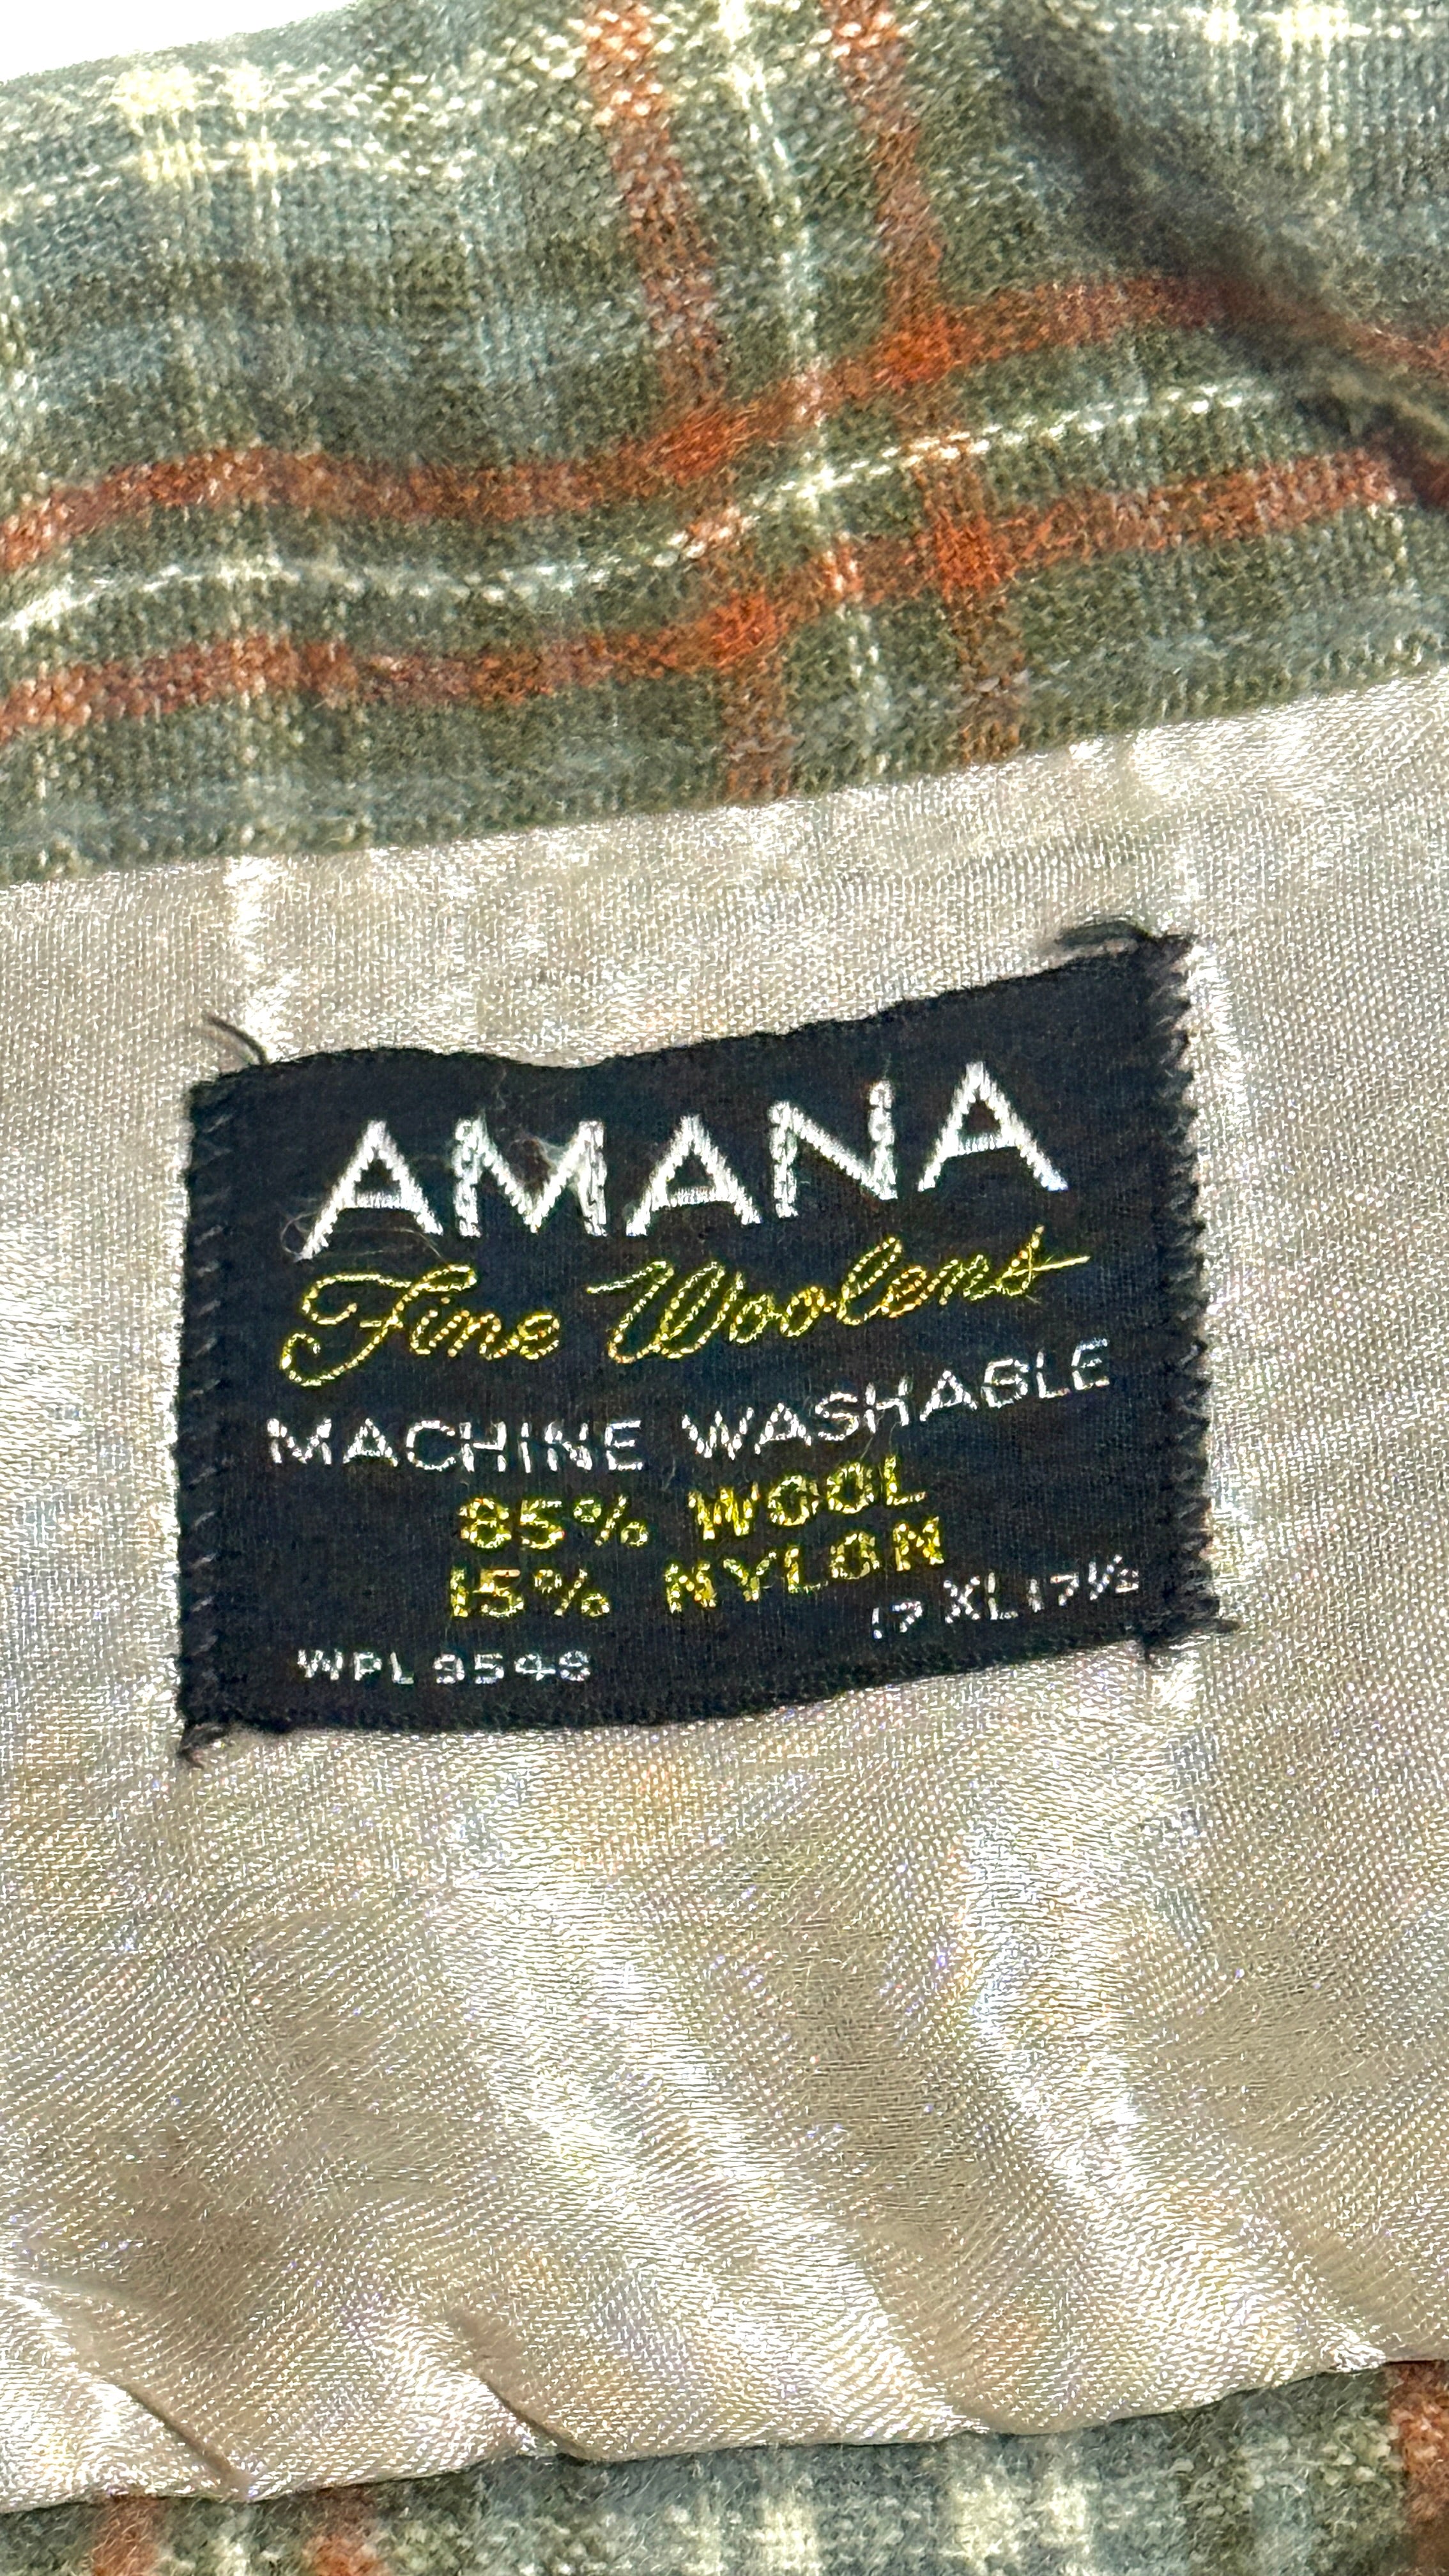 AMANA
Fine Woolens
MACHINE WASHABLE
85% WOOL
15% NYLON
17 XL 17½
WPL 9548